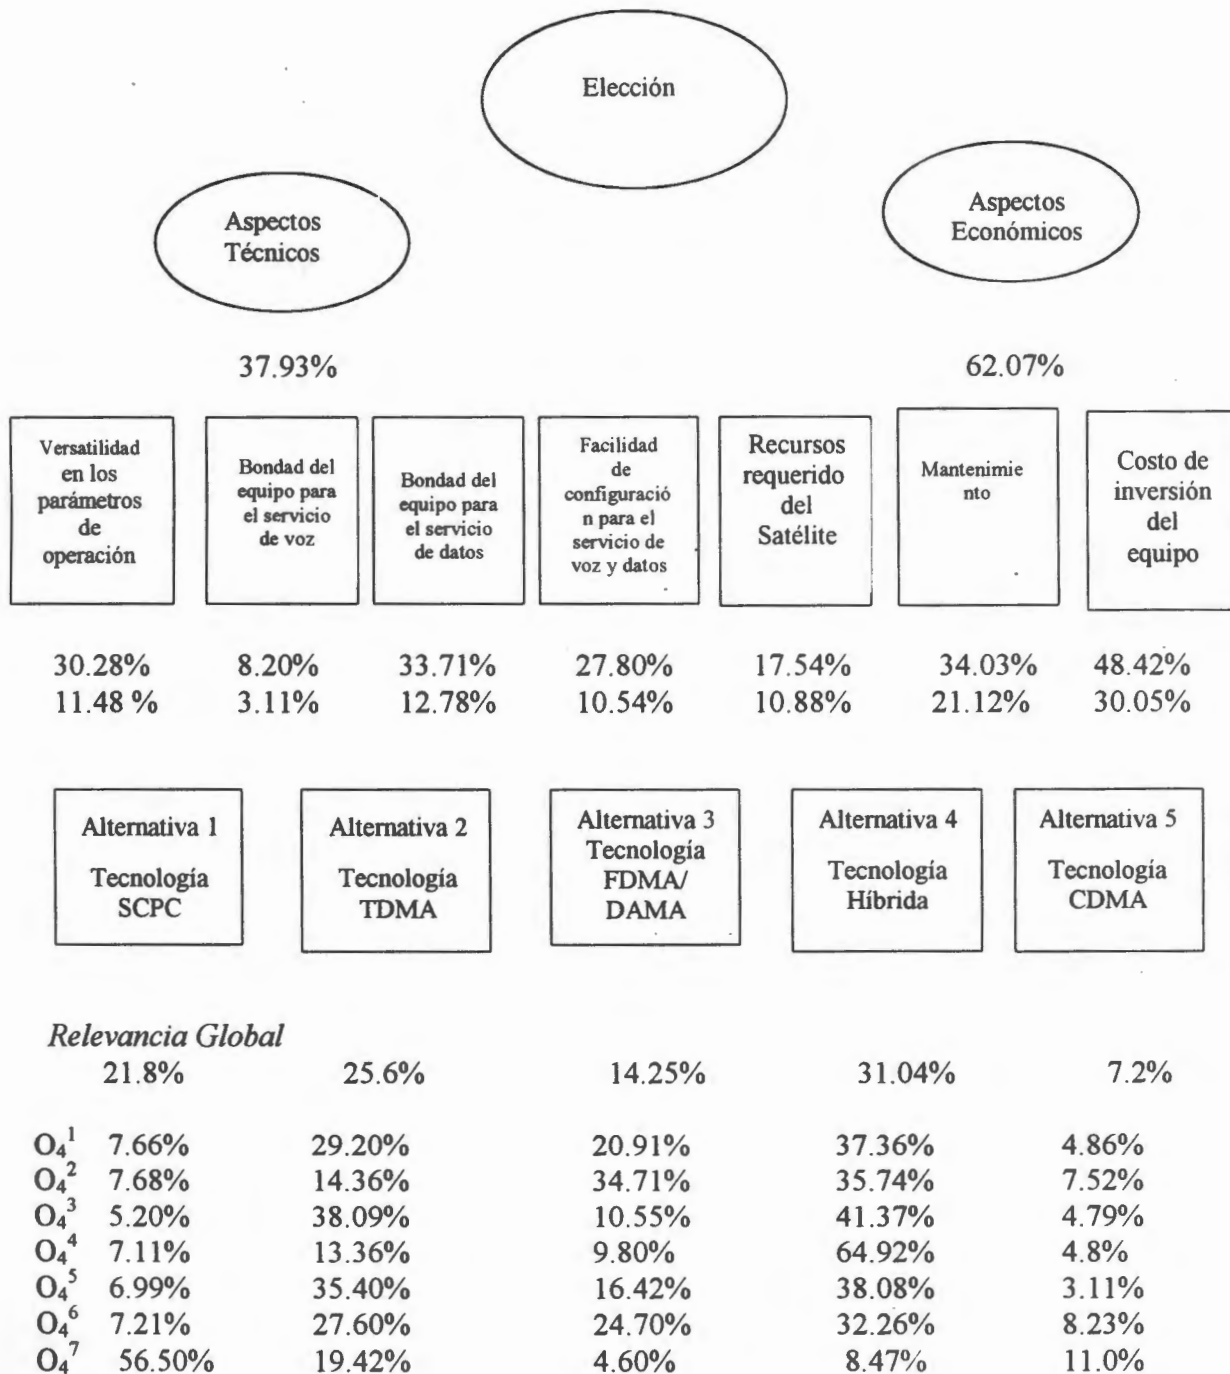 Elección
Aspectos
Técnicos
Aspectos
Económicos
37.93%
62.07%
Versatilidad
en los
parámetros
de
operación
Bondad del
equipo para
el servicio
de voz
Bondad del
equipo para
el servicio
de datos
Facilidad
de
configuració
n para el
servicio de
voz y datos
Recursos
requerido
del
Satélite
Mantenimie
nto
Costo de
inversión
del
equipo
30.28% 8.20% 33.71% 27.80% 17.54% 34.03% 48.42%
11.48 % 3.11% 12.78% 10.54% 10.88% 21.12% 30.05%
Alternativa 1
Tecnología
SCPC
Alternativa 2
Tecnología
TDMA
Alternativa 3
Tecnología
FDMA/
DAMA
Alternativa 4
Tecnología
Híbrida
Alternativa 5
Tecnología
CDMA
Relevancia Global
21.8% 25.6% 14.25% 31.04% 7.2%
O₄¹ 7.66% 29.20% 20.91% 37.36% 4.86%
O₄² 7.68% 14.36% 34.71% 35.74% 7.52%
O₄³ 5.20% 38.09% 10.55% 41.37% 4.79%
O₄⁴ 7.11% 13.36% 9.80% 64.92% 4.8%
O₄⁵ 6.99% 35.40% 16.42% 38.08% 3.11%
O₄⁶ 7.21% 27.60% 24.70% 32.26% 8.23%
O₄⁷ 56.50% 19.42% 4.60% 8.47% 11.0%